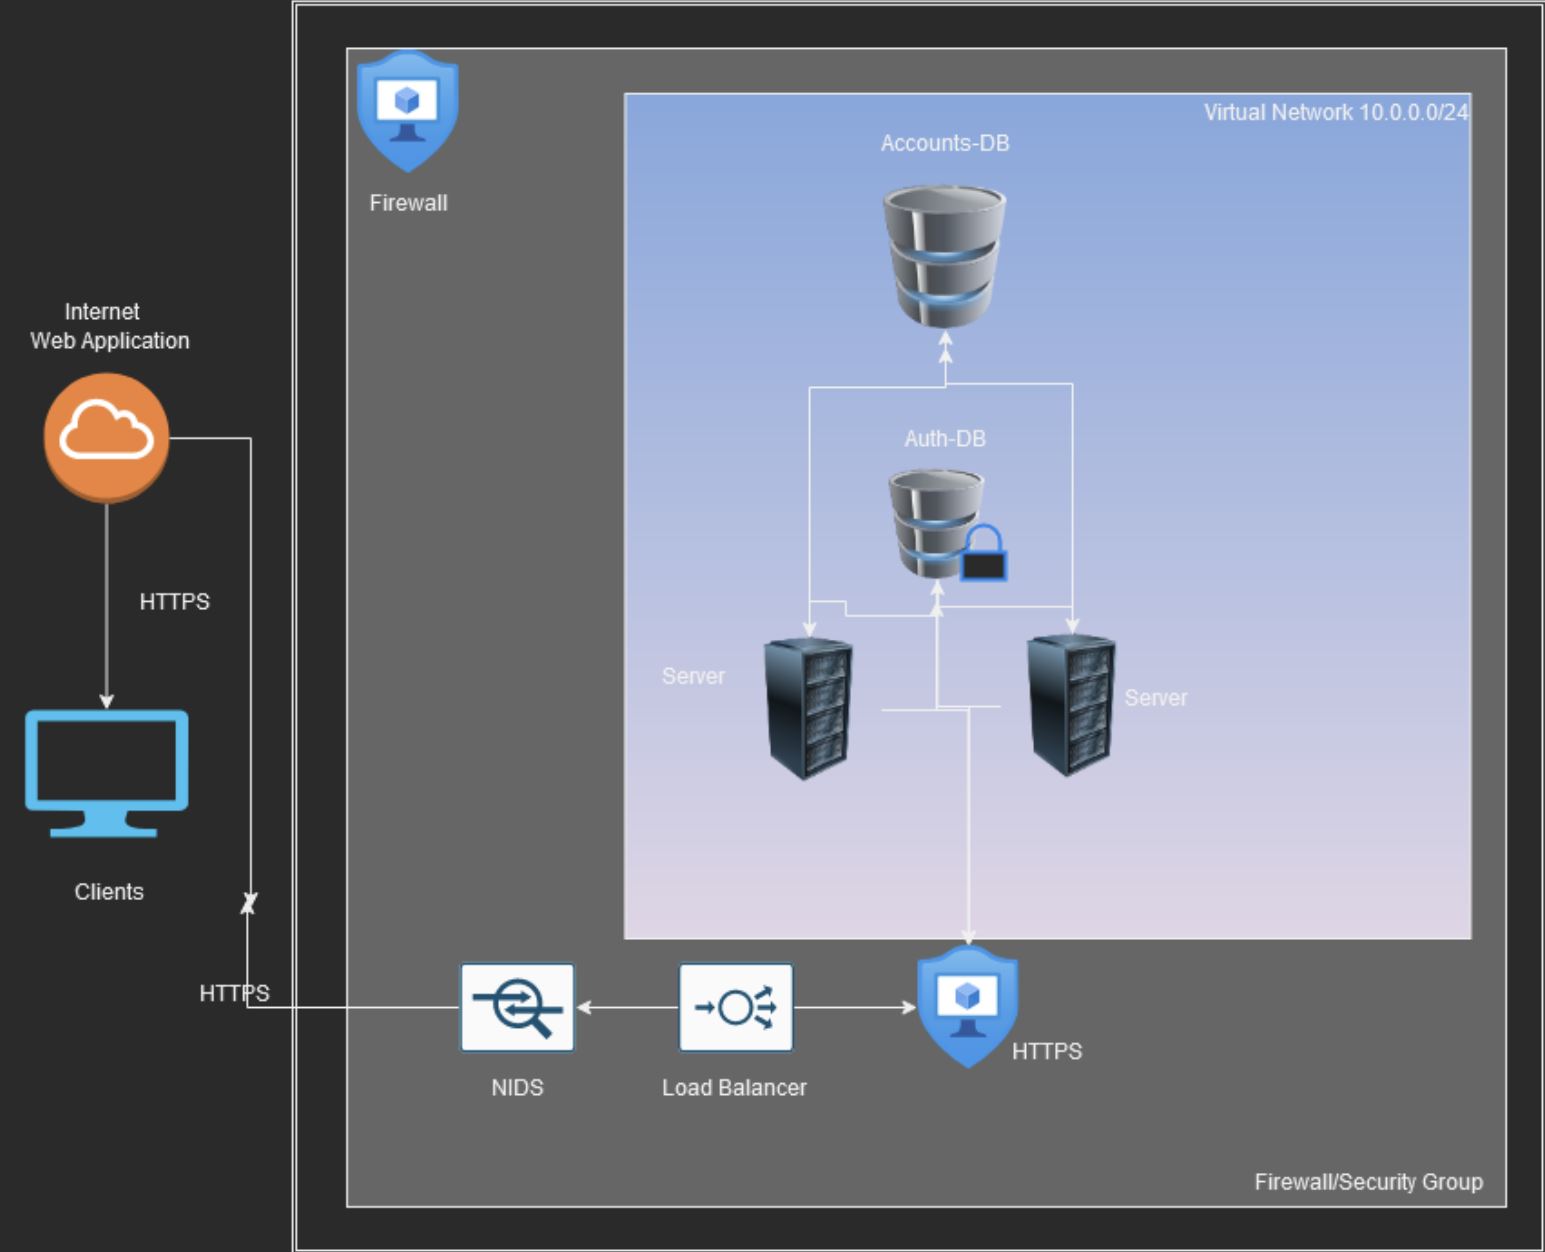 Virtual Network 10.0.0.0/24
Accounts-DB
Firewall
Internet
Web Application
Auth-DB
HTTPS
Server
Server
Clients
HTTPS
HTTPS
NIDS
Load Balancer
Firewall/Security Group